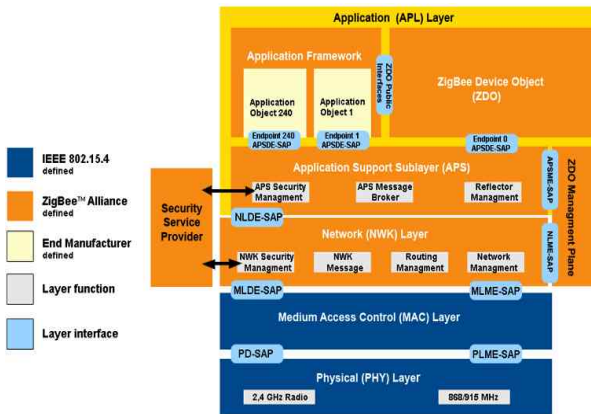 Application (APL) Layer
Application Framework
ZDO Public
Interfaces
ZigBee Device Object
(ZDO)
Application
Object 240
Application
Object 1
Endpoint 240
APSDE-SAP
Endpoint 1
APSDE-SAP
Endpoint 0
APSDE-SAP
IEEE 802.15.4
defined
ZigBee™ Alliance
defined
End Manufacturer
defined
Layer function
Layer interface
Security
Service
Provider
Application Support Sublayer (APS)
APS Security
Managment
APS Message
Broker
Reflector
Managment
APSME-SAP
ZDO Managment Plane
NLDE-SAP
Network (NWK) Layer
NWK Security
Managment
NWK
Message
Routing
Managment
Network
Managment
NLME-SAP
MLDE-SAP
MLME-SAP
Medium Access Control (MAC) Layer
PD-SAP
PLME-SAP
Physical (PHY) Layer
2,4 GHz Radio
868/915 MHz